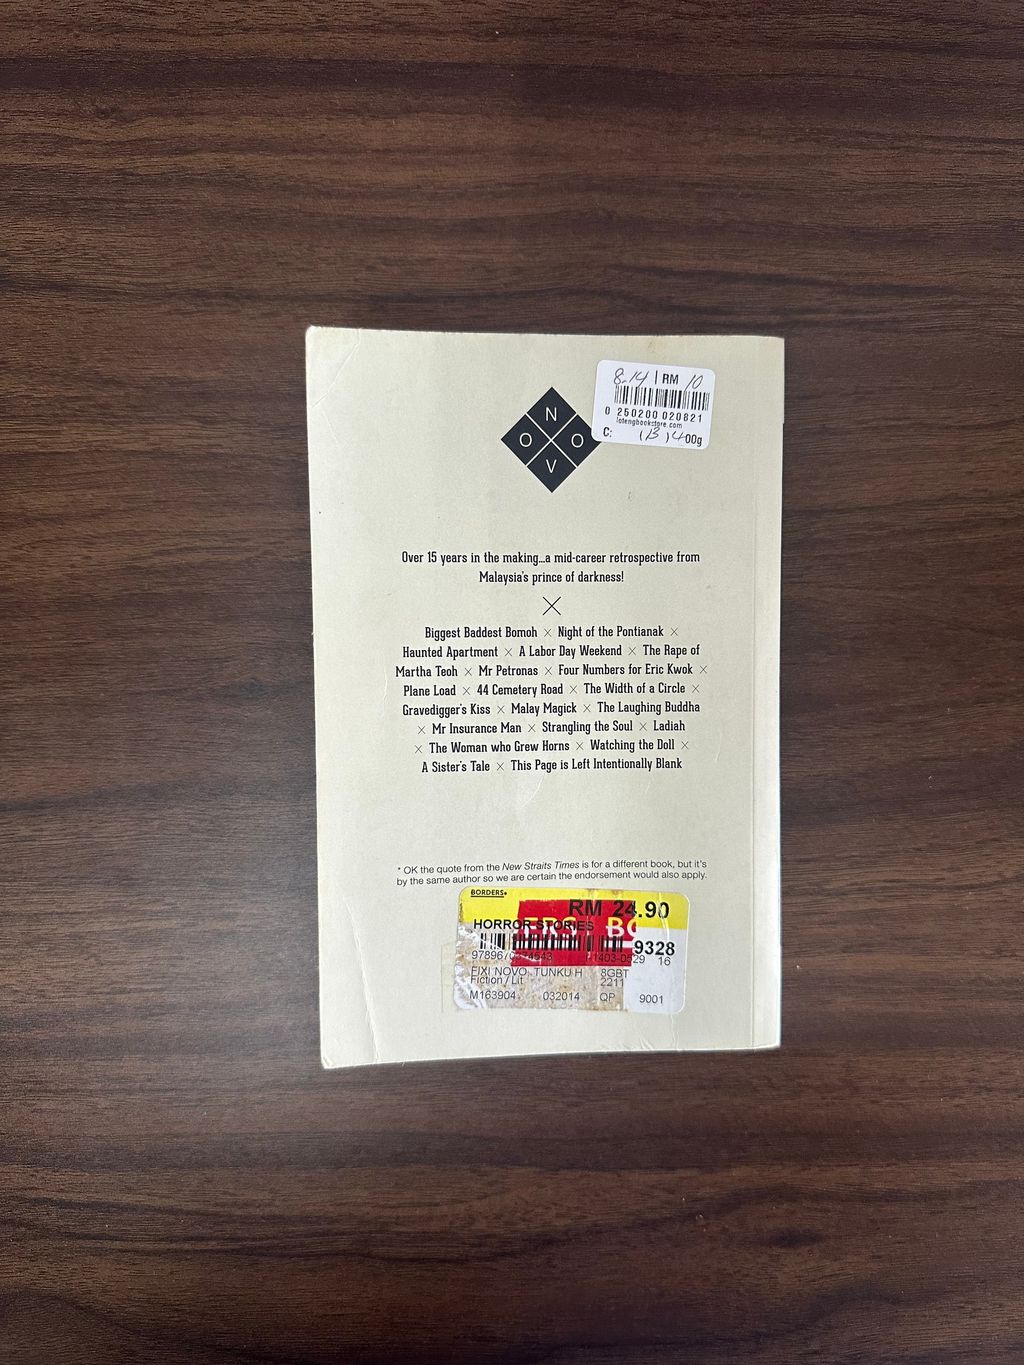 8.14 | RM 10
0 250200 020821
lotengbookstore.com
C: 00g
N
O O
V
Over 15 years in the making...a mid-career retrospective from
Malaysia's prince of darkness!
×
Biggest Baddest Bomoh × Night of the Pontianak ×
Haunted Apartment × A Labor Day Weekend × The Rape of
Martha Teoh × Mr Petronas × Four Numbers for Eric Kwok ×
Plane Load × 44 Cemetery Road × The Width of a Circle ×
Gravedigger's Kiss × Malay Magick × The Laughing Buddha
× Mr Insurance Man × Strangling the Soul × Ladiah
× The Woman who Grew Horns × Watching the Doll ×
A Sister's Tale × This Page is Left Intentionally Blank
* OK the quote from the New Straits Times is for a different book, but it's
by the same author so we are certain the endorsement would also apply.
BORDERS
RM 24.90
HORROR STORIES
9328
16
FIXI NOVO TUNKU H 8GBT
Fiction/Lit 2211
M163904 032014 QP 9001